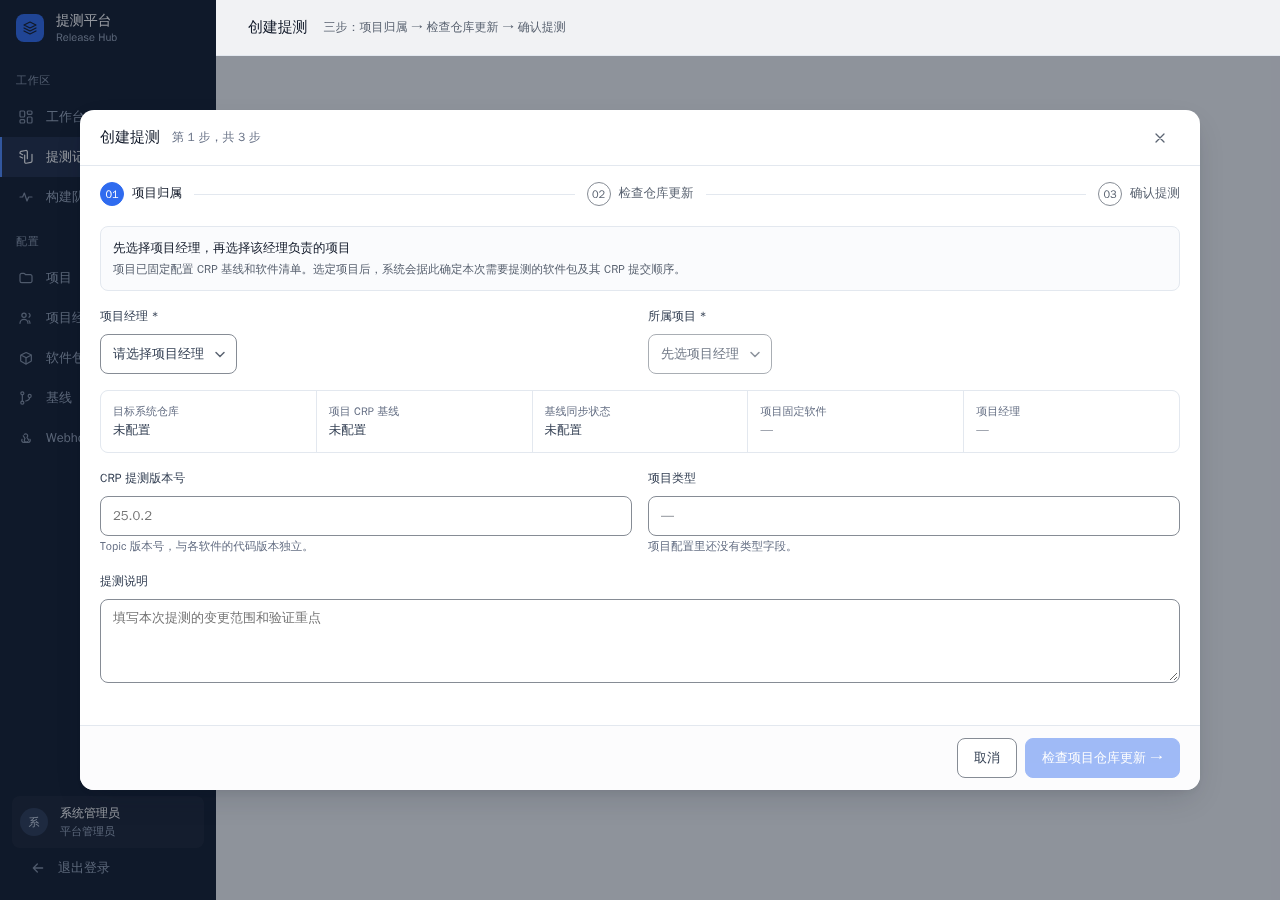 提测平台
Release Hub
创建提测 三步：项目归属 → 检查仓库更新 → 确认提测
工作区
工作台
提测记
构建队
配置
项目
项目经
软件包
基线
Webho
创建提测 第 1 步，共 3 步
01 项目归属
02 检查仓库更新
03 确认提测
先选择项目经理，再选择该经理负责的项目
项目已固定配置 CRP 基线和软件清单。选定项目后，系统会据此确定本次需要提测的软件包及其 CRP 提交顺序。
项目经理 *
请选择项目经理
所属项目 *
先选项目经理
目标系统仓库
未配置
项目 CRP 基线
未配置
基线同步状态
未配置
项目固定软件
—
项目经理
—
CRP 提测版本号
25.0.2
Topic 版本号，与各软件的代码版本独立。
项目类型
—
项目配置里还没有类型字段。
提测说明
填写本次提测的变更范围和验证重点
取消
检查项目仓库更新 →
系
系统管理员
平台管理员
退出登录